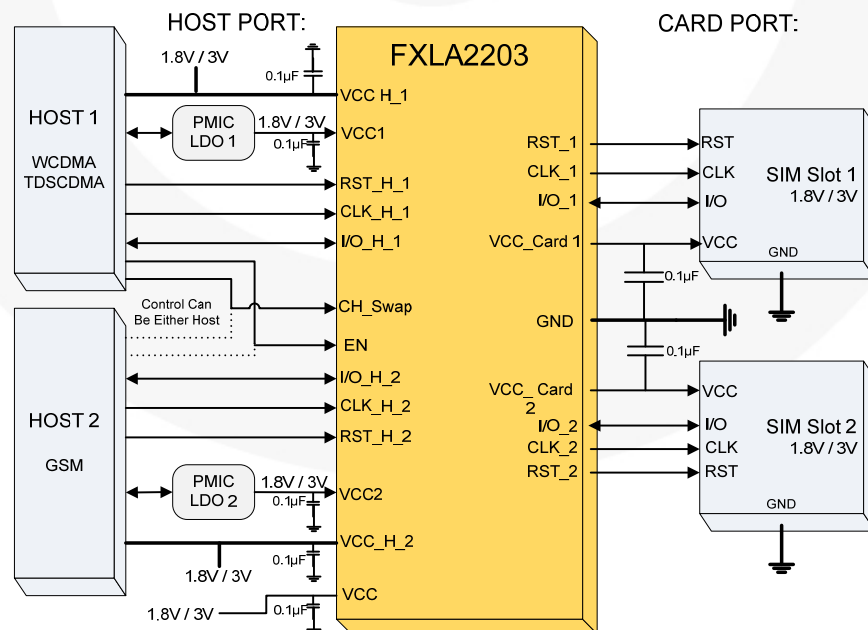 HOST PORT:
CARD PORT:
1.8V / 3V
0.1µF
FXLA2203
VCC H_1
HOST 1
WCDMA
TDSCDMA
PMIC
LDO 1
1.8V / 3V
0.1µF
VCC1
RST_H_1
CLK_H_1
I/O_H_1
Control Can
Be Either Host
CH_Swap
EN
HOST 2
GSM
I/O_H_2
CLK_H_2
RST_H_2
PMIC
LDO 2
1.8V / 3V
0.1µF
VCC2
VCC_H_2
0.1µF
1.8V / 3V
VCC
1.8V / 3V
0.1µF
RST_1
CLK_1
I/O_1
VCC_Card 1
0.1µF
GND
0.1µF
VCC_ Card
2
I/O_2
CLK_2
RST_2
RST
CLK
I/O
VCC
SIM Slot 1
1.8V / 3V
GND
VCC
I/O
CLK
RST
SIM Slot 2
1.8V / 3V
GND